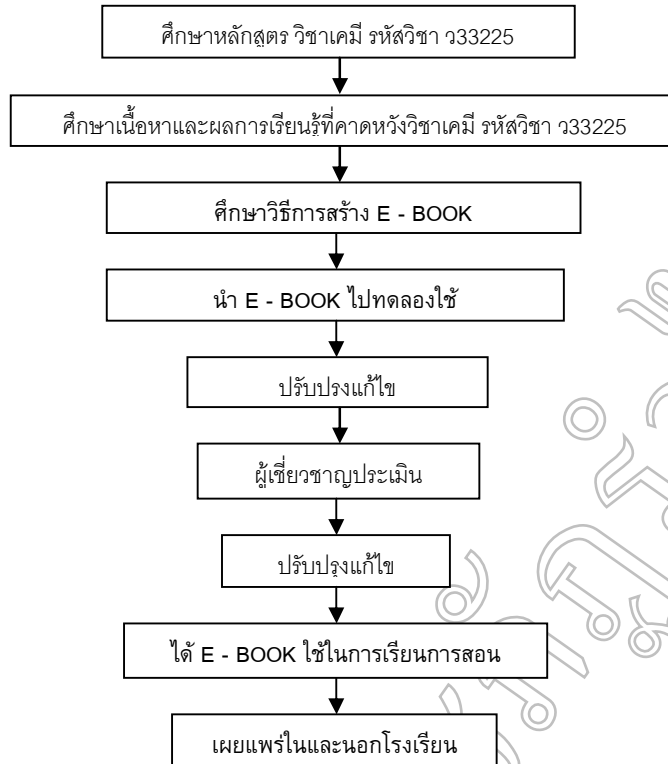 ศึกษาหลักสูตร วิชาเคมี รหัสวิชา ว33225
ศึกษาเนื้อหาและผลการเรียนรู้ที่คาดหวังวิชาเคมี รหัสวิชา ว33225
ศึกษาวิธีการสร้าง E - BOOK
นำ E - BOOK ไปทดลองใช้
ปรับปรุงแก้ไข
ผู้เชี่ยวชาญประเมิน
ปรับปรุงแก้ไข
ได้ E - BOOK ใช้ในการเรียนการสอน
เผยแพร่ในและนอกโรงเรียน